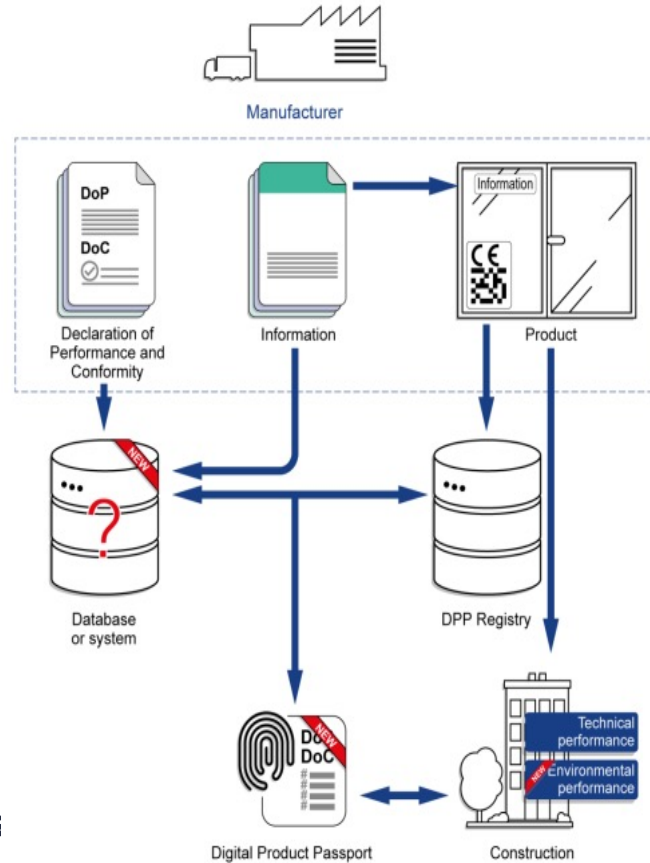 Manufacturer
DoP
DoC
Declaration of
Performance and
Conformity
Information
Information
CE
Product
NEW
?
Database
or system
DPP Registry
NEW
DoC
Digital Product Passport
Technical
performance
NEW
Environmental
performance
Construction